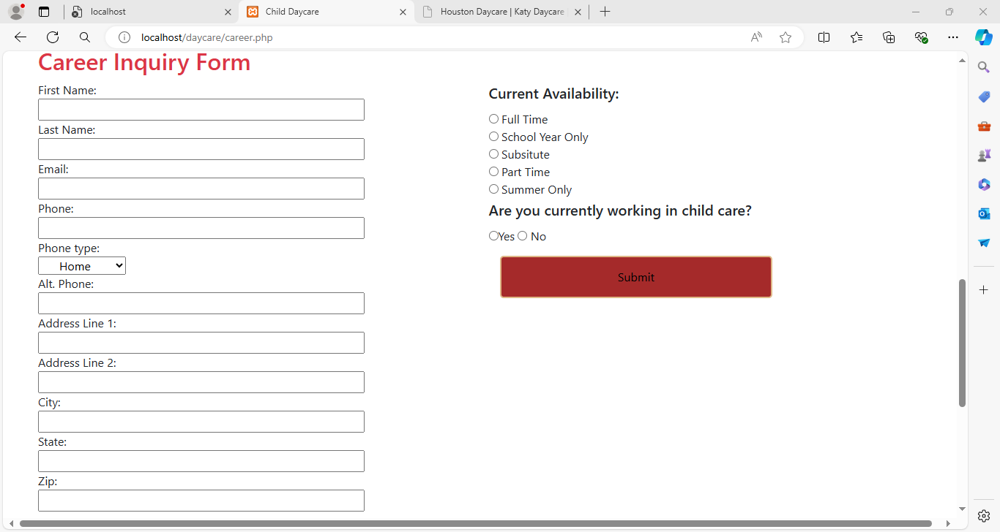 localhost
Child Daycare
Houston Daycare | Katy Daycare
localhost/daycare/career.php
Career Inquiry Form
First Name:
Last Name:
Email:
Phone:
Phone type:
Home
Alt. Phone:
Address Line 1:
Address Line 2:
City:
State:
Zip:
Current Availability:
Full Time
School Year Only
Subsitute
Part Time
Summer Only
Are you currently working in child care?
Yes No
Submit